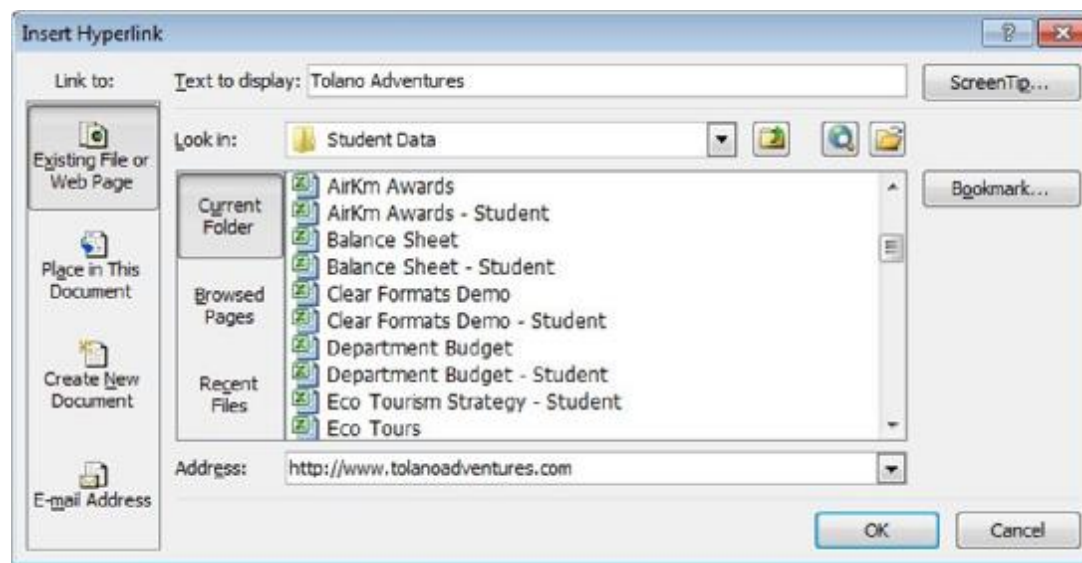 Insert Hyperlink
Link to:
Text to display: Tolano Adventures
ScreenTip...
Existing File or
Web Page
Look in: Student Data
Bookmark...
Current
Folder
Browsed
Pages
Recent
Files
AirKm Awards
AirKm Awards - Student
Balance Sheet
Balance Sheet - Student
Clear Formats Demo
Clear Formats Demo - Student
Department Budget
Department Budget - Student
Eco Tourism Strategy - Student
Eco Tours
Place in This
Document
Create New
Document
E-mail Address
Address: http://www.tolanoadventures.com
OK
Cancel